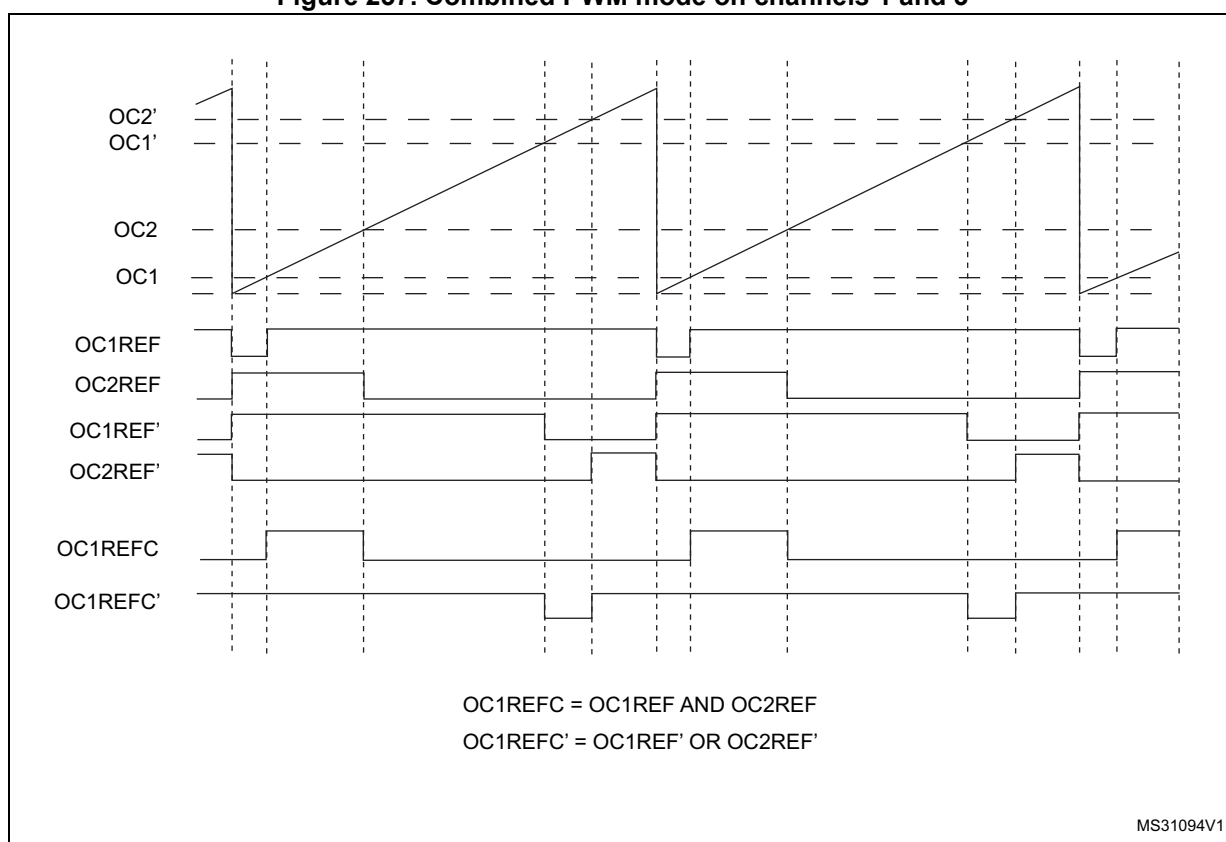 OC2’
OC1’
OC2
OC1
OC1REF
OC2REF
OC1REF’
OC2REF’
OC1REFC
OC1REFC’
OC1REFC = OC1REF AND OC2REF
OC1REFC’ = OC1REF’ OR OC2REF’
MS31094V1